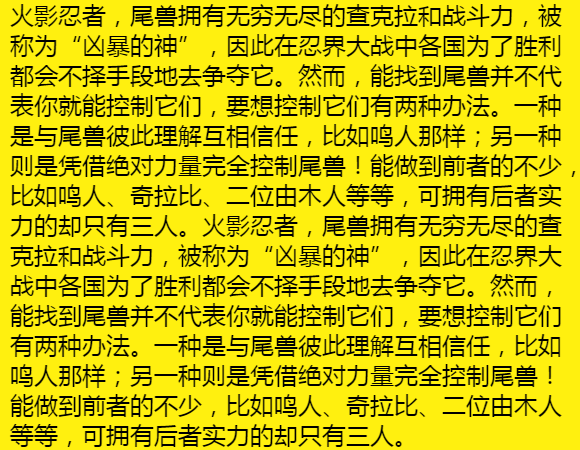 火影忍者，尾兽拥有无穷无尽的查克拉和战斗力，被
称为“凶暴的神”，因此在忍界大战中各国为了胜利
都会不择手段地去争夺它。然而，能找到尾兽并不代
表你就能控制它们，要想控制它们有两种办法。一种
是与尾兽彼此理解互相信任，比如鸣人那样；另一种
则是凭借绝对力量完全控制尾兽！能做到前者的不少，
比如鸣人、奇拉比、二位由木人等等，可拥有后者实
力的却只有三人。火影忍者，尾兽拥有无穷无尽的查
克拉和战斗力，被称为“凶暴的神”，因此在忍界大
战中各国为了胜利都会不择手段地去争夺它。然而，
能找到尾兽并不代表你就能控制它们，要想控制它们
有两种办法。一种是与尾兽彼此理解互相信任，比如
鸣人那样；另一种则是凭借绝对力量完全控制尾兽！
能做到前者的不少，比如鸣人、奇拉比、二位由木人
等等，可拥有后者实力的却只有三人。